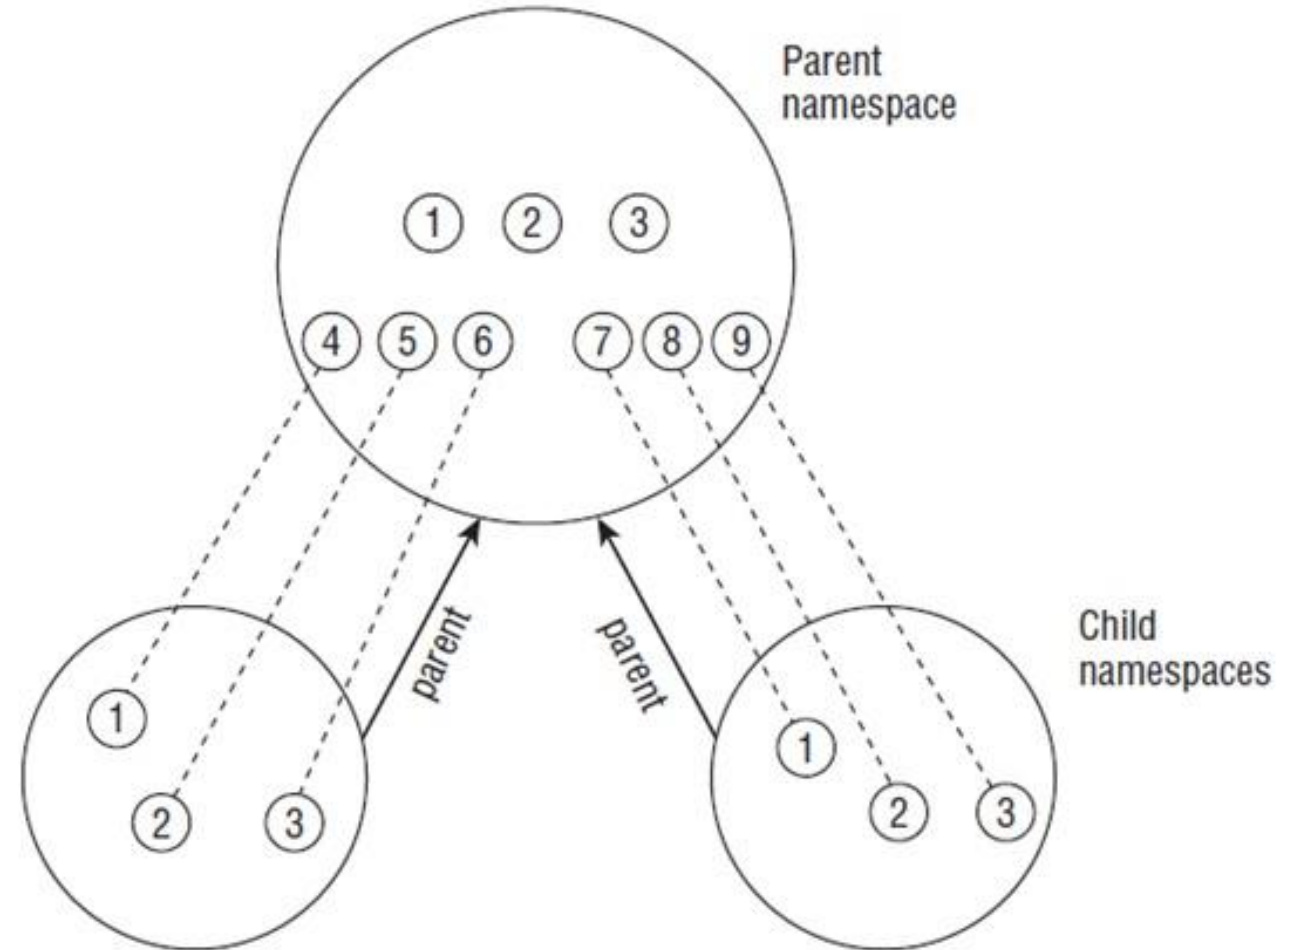 Parent
namespace
1 2 3
4 5 6 7 8 9
parent
parent
Child
namespaces
1
2 3
1
2 3